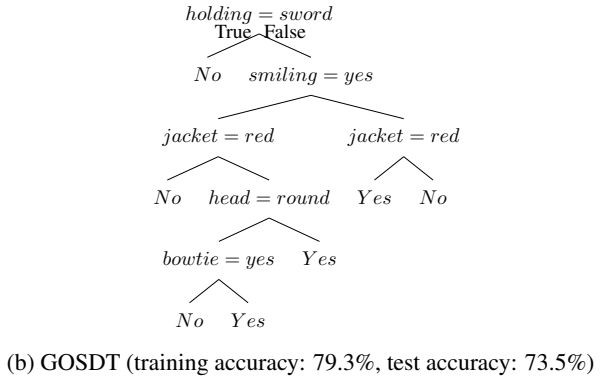 holding = sword
True False
No smiling = yes
jacket = red jacket = red
No head = round Yes No
bowtie = yes Yes
No Yes
(b) GOSDT (training accuracy: 79.3%, test accuracy: 73.5%)